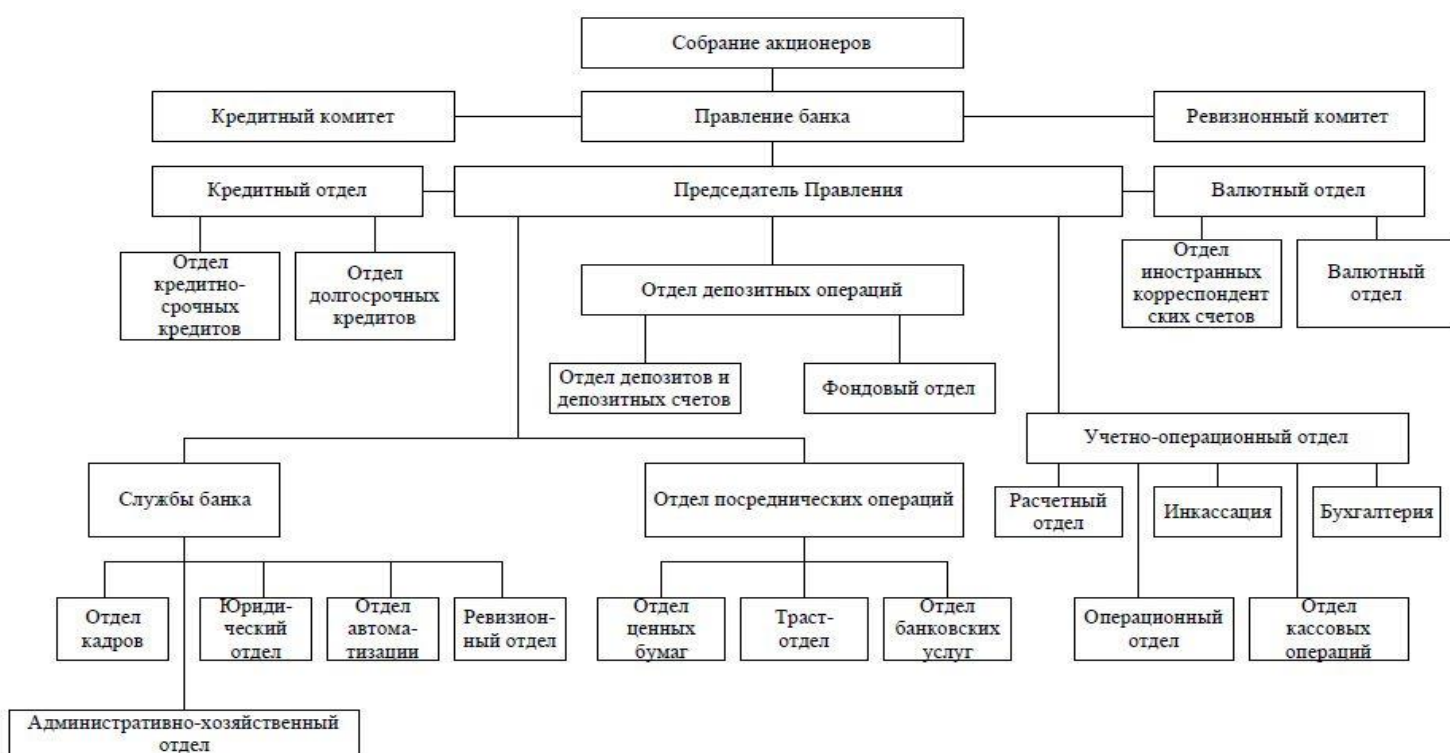 Собрание акционеров
Кредитный комитет
Правление банка
Ревизионный комитет
Кредитный отдел
Председатель Правления
Валютный отдел
Отдел
кредитно-
срочных
кредитов
Отдел
долгосрочных
кредитов
Отдел депозитных операций
Отдел
иностранных
корреспондент
ских счетов
Валютный
отдел
Отдел депозитов и
депозитных счетов
Фондовый отдел
Учетно-операционный отдел
Службы банка
Отдел посреднических операций
Расчетный
отдел
Инкассация
Бухгалтерия
Отдел
кадров
Юриди-
ческий
отдел
Отдел
автома-
тизации
Ревизион-
ный отдел
Отдел
ценных
бумаг
Траст-
отдел
Отдел
банковских
услуг
Операционный
отдел
Отдел
кассовых
операций
Административно-хозяйственный
отдел